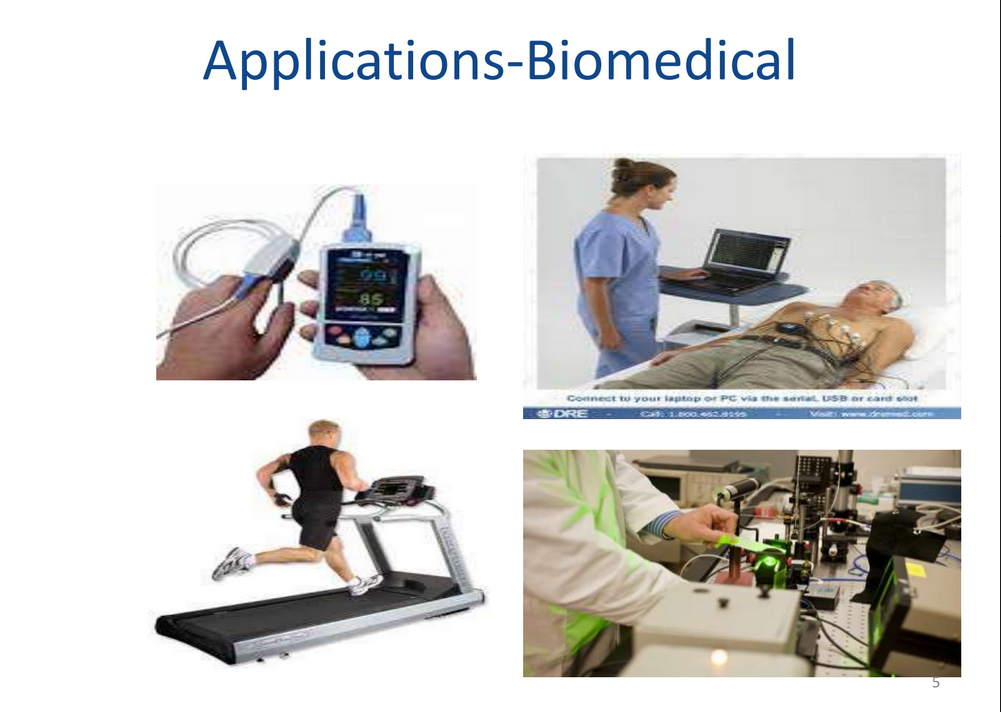 Applications-Biomedical
99
85
Connect to your laptop or PC via the serial, USB or card slot
DRE - Call: 1.800.462.8195 - Visit: www.dremed.com
5